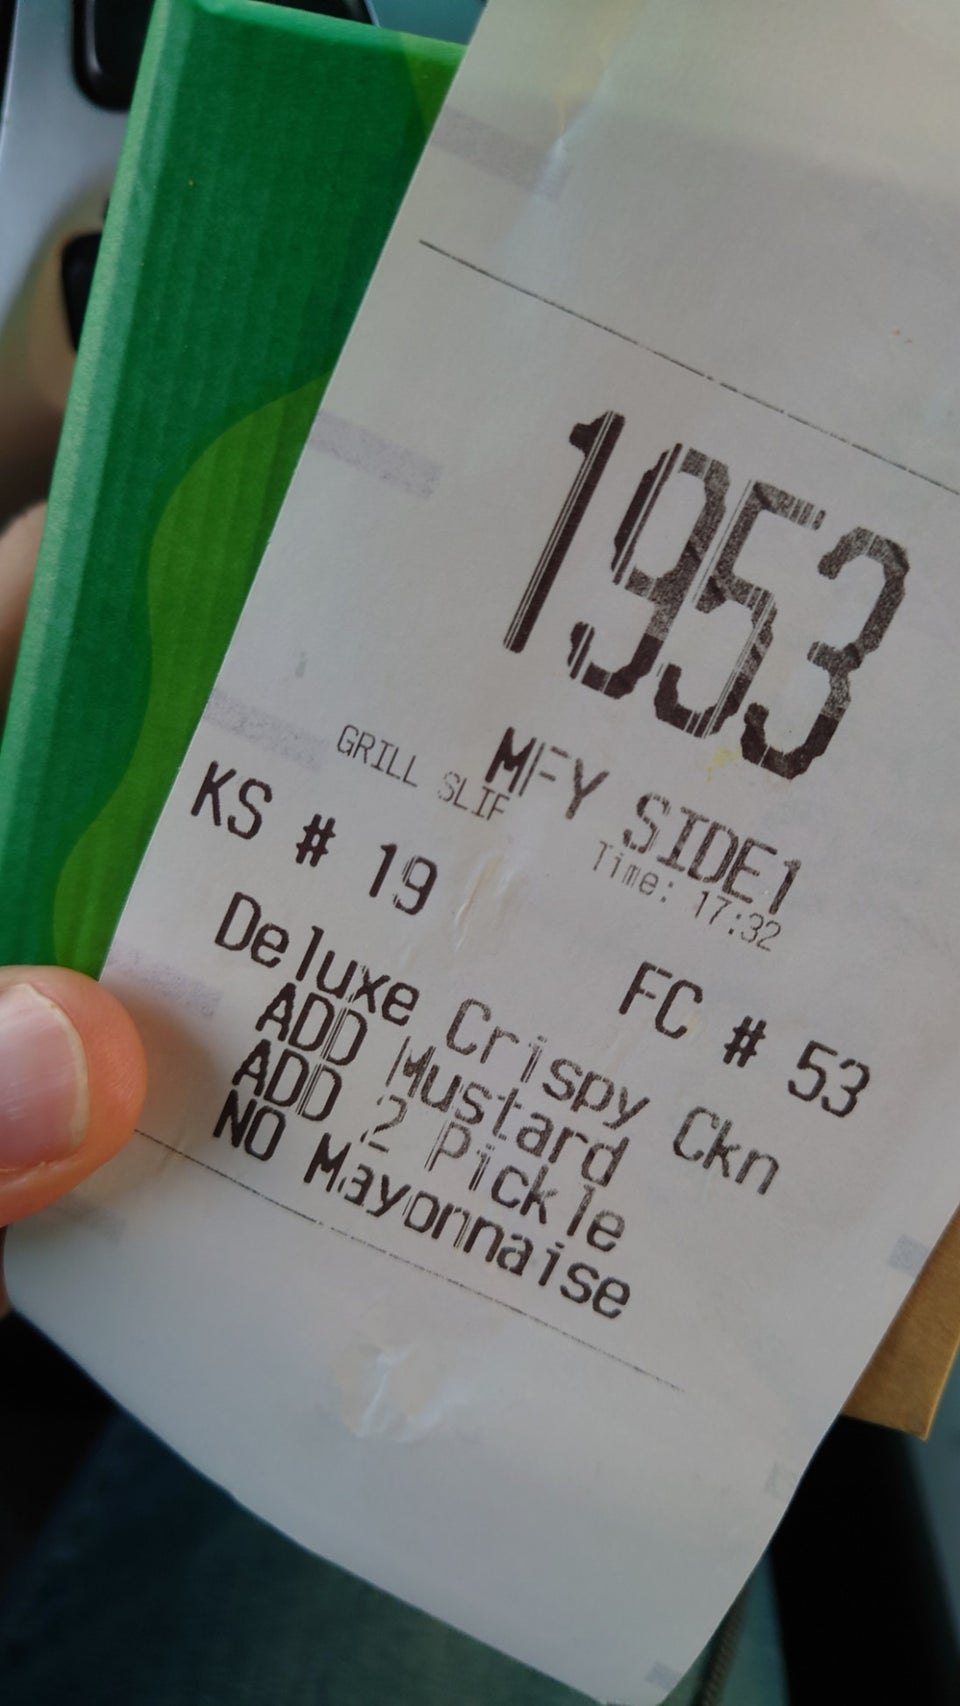 1953
MFY SIDE1
GRILL SLIP Time: 17:32
KS # 19 FC # 53
Deluxe Crispy Ckn
ADD Mustard
ADD 2 Pickle
NO Mayonnaise